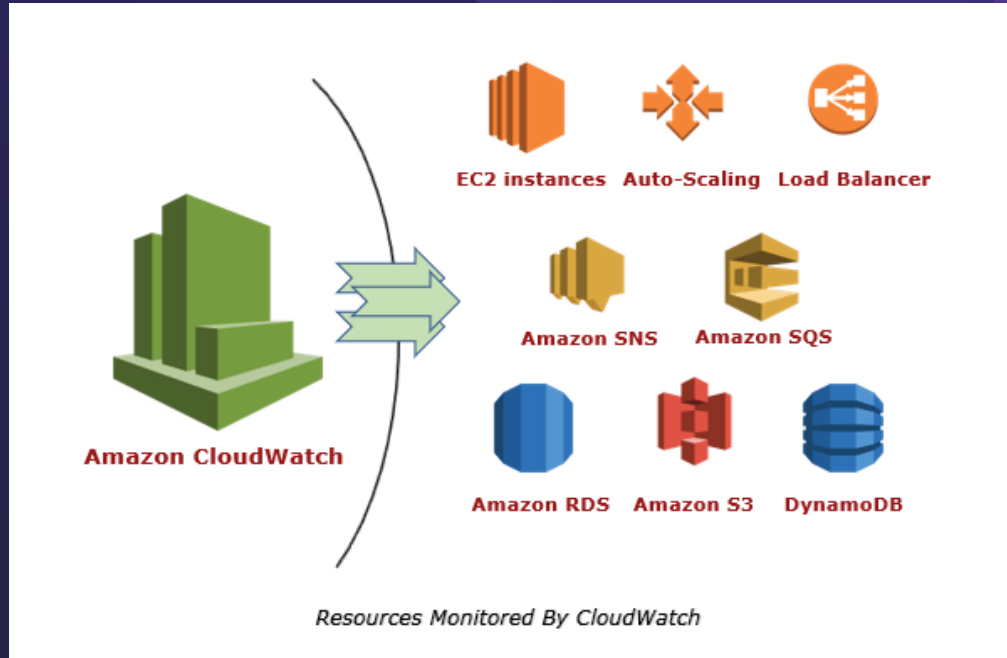 EC2 instances Auto-Scaling Load Balancer
Amazon SNS Amazon SQS
Amazon CloudWatch
Amazon RDS Amazon S3 DynamoDB
Resources Monitored By CloudWatch